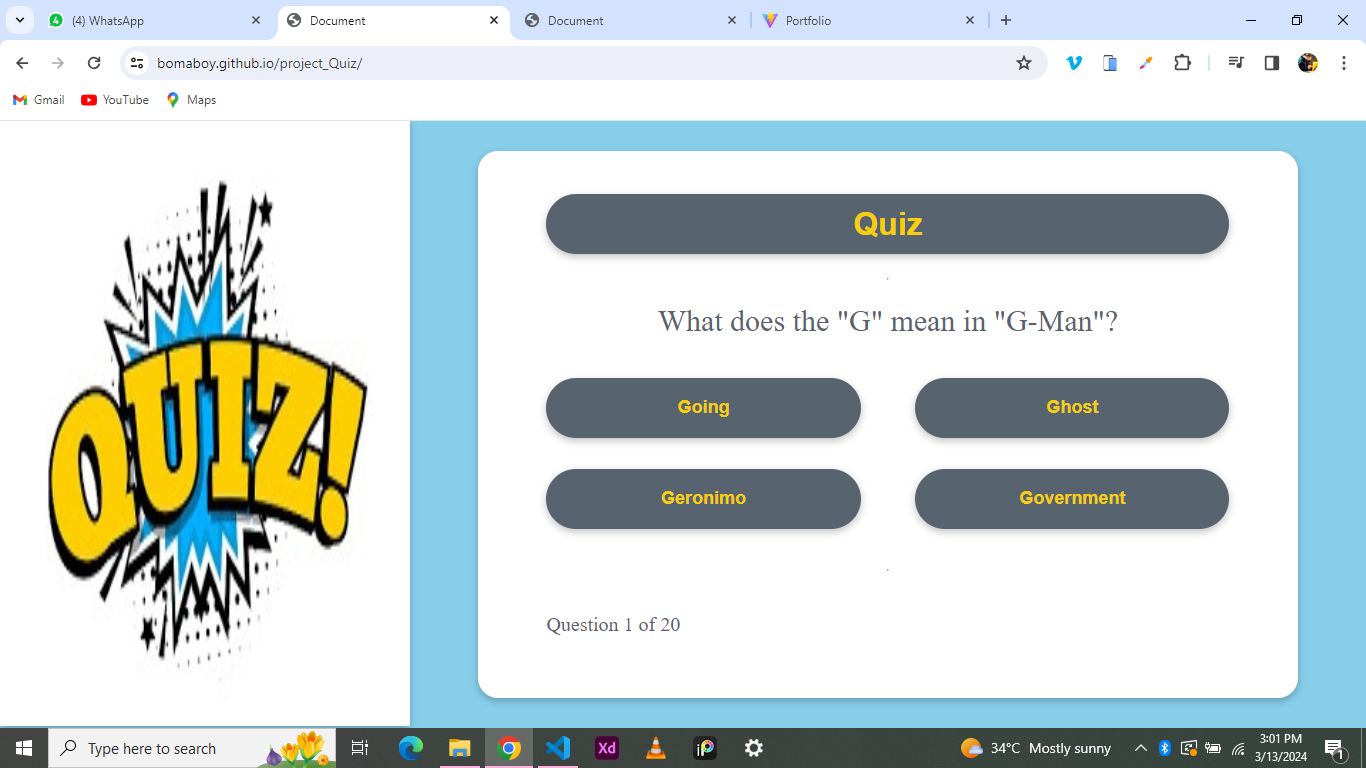 (4) WhatsApp
Document
Document
Portfolio
bomaboy.github.io/project_Quiz/
Gmail
YouTube
Maps
QUIZ!
Quiz
What does the "G" mean in "G-Man"?
Going
Ghost
Geronimo
Government
Question 1 of 20
Type here to search
Xd
iP
34°C Mostly sunny
3:01 PM
3/13/2024
1